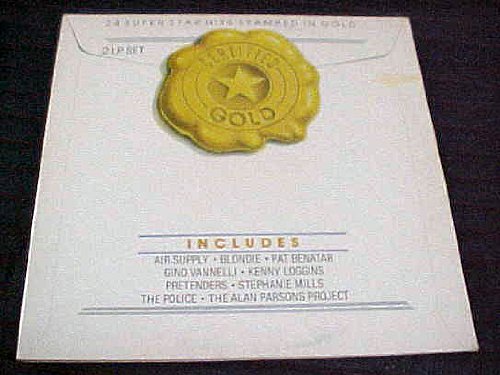 24 SUPER STAR HITS STAMPED IN GOLD
2 LP SET
CERTIFIED
GOLD
INCLUDES
AIR SUPPLY • BLONDIE • PAT BENATAR
GINO VANNELLI • KENNY LOGGINS
PRETENDERS • STEPHANIE MILLS
THE POLICE • THE ALAN PARSONS PROJECT